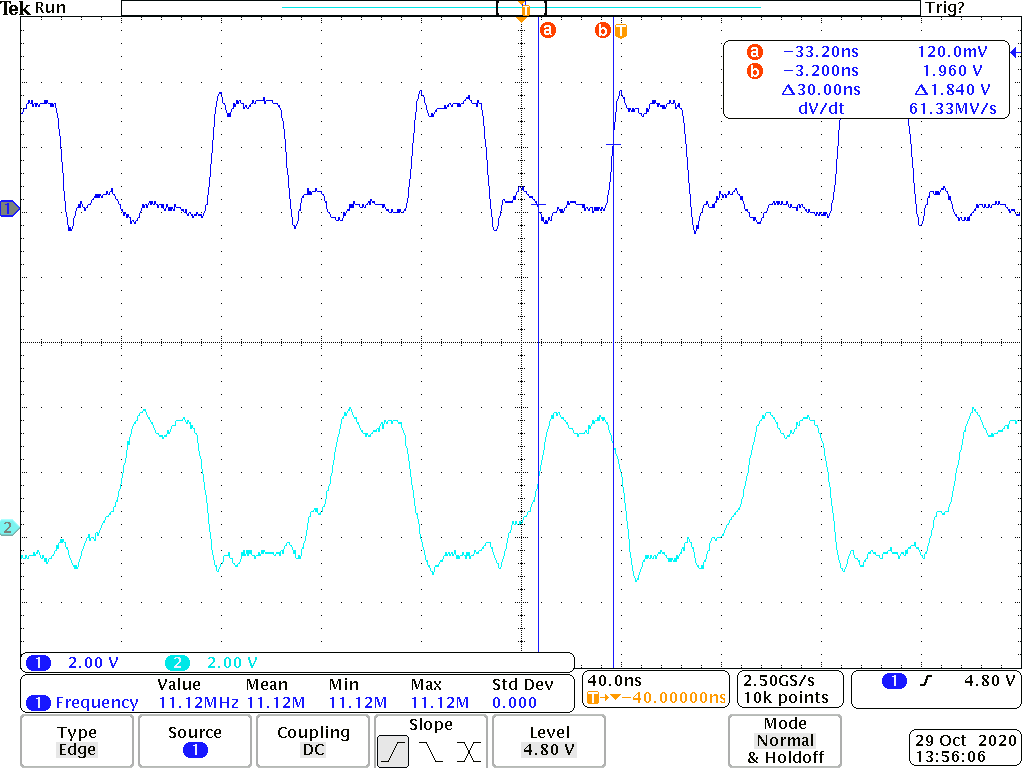 Tek Run Trig?
a b T
a −33.20ns 120.0mV
b −3.200ns 1.960 V
Δ30.00ns Δ1.840 V
dV/dt 61.33MV/s
1
2
1 2.00 V 2 2.00 V
Value Mean Min Max Std Dev
1 Frequency 11.12MHz 11.12M 11.12M 11.12M 0.000
40.0ns
T→▼−40.00000ns
2.50GS/s
10k points
1 4.80 V
Type
Edge
Source
1
Coupling
DC
Slope
Level
4.80 V
Mode
Normal
& Holdoff
29 Oct 2020
13:56:06